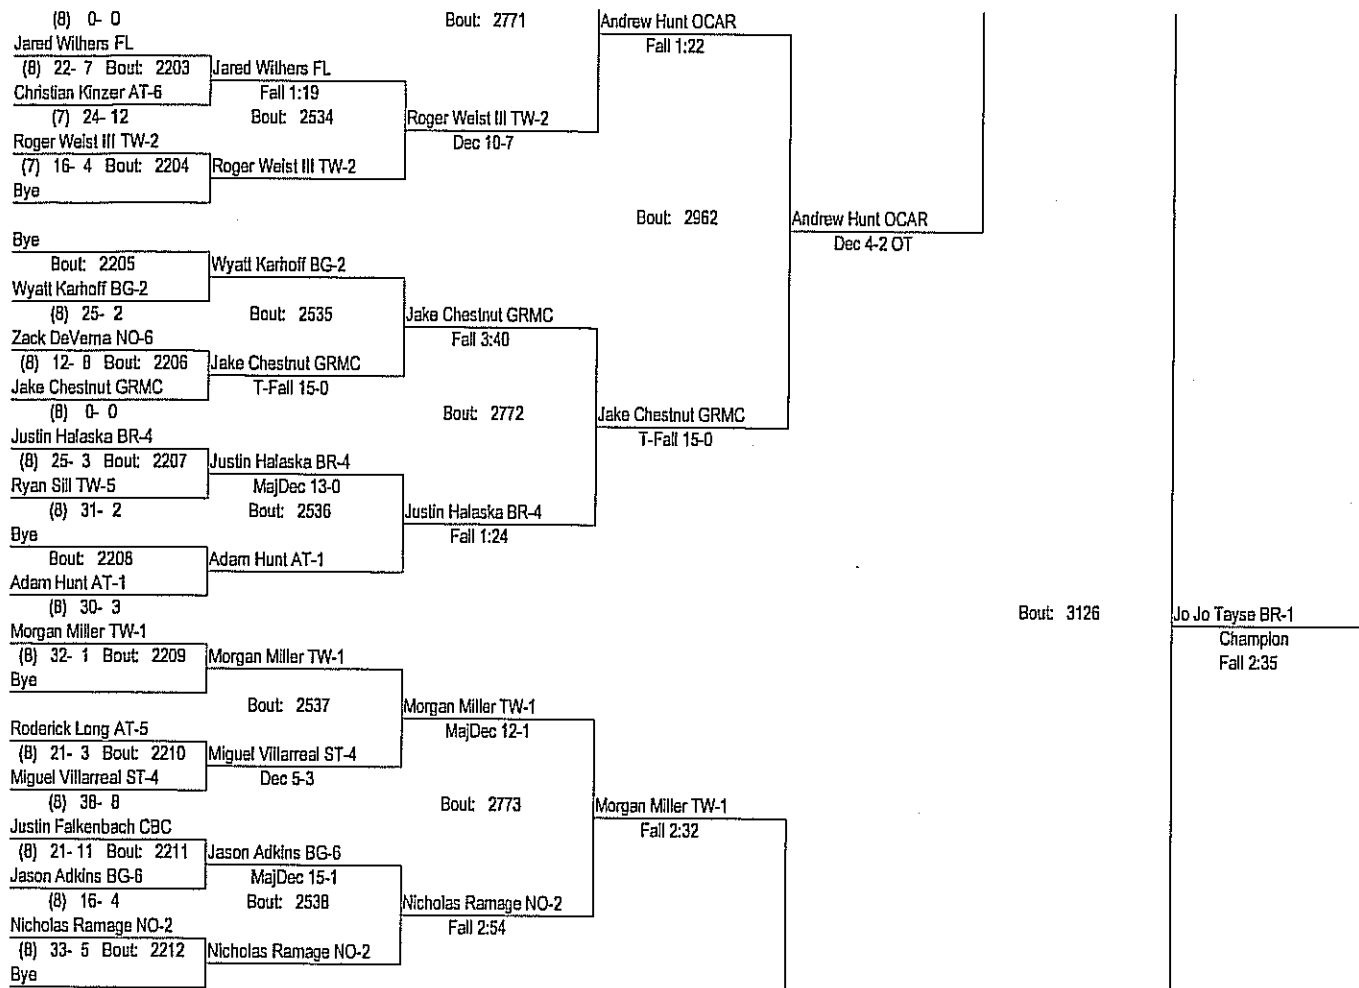 (8) 0- 0 Bout: 2771 Andrew Hunt OCAR
Jared Withers FL Fall 1:22
(8) 22- 7 Bout: 2203 Jared Withers FL
Christian Kinzer AT-6 Fall 1:19
(7) 24- 12 Bout: 2534 Roger Weist III TW-2
Roger Weist III TW-2 Dec 10-7
(7) 16- 4 Bout: 2204 Roger Weist III TW-2
Bye
Bout: 2962 Andrew Hunt OCAR
Bye Dec 4-2 OT
Bout: 2205 Wyatt Karhoff BG-2
Wyatt Karhoff BG-2
(8) 25- 2 Bout: 2535 Jake Chestnut GRMC
Zack DeVerna NO-6 Fall 3:40
(8) 12- 8 Bout: 2206 Jake Chestnut GRMC
Jake Chestnut GRMC T-Fall 15-0
(8) 0- 0 Bout: 2772 Jake Chestnut GRMC
Justin Halaska BR-4 T-Fall 15-0
(8) 25- 3 Bout: 2207 Justin Halaska BR-4
Ryan Sill TW-5 MajDec 13-0
(8) 31- 2 Bout: 2536 Justin Halaska BR-4
Bye Fall 1:24
Bout: 2208 Adam Hunt AT-1
Adam Hunt AT-1
(8) 30- 3 Bout: 3126 Jo Jo Tayse BR-1
Morgan Miller TW-1 Champion
(8) 32- 1 Bout: 2209 Morgan Miller TW-1 Fall 2:35
Bye
Bout: 2537 Morgan Miller TW-1
Roderick Long AT-5 MajDec 12-1
(8) 21- 3 Bout: 2210 Miguel Villarreal ST-4
Miguel Villarreal ST-4 Dec 5-3
(8) 38- 8 Bout: 2773 Morgan Miller TW-1
Justin Falkenbach CBC Fall 2:32
(8) 21- 11 Bout: 2211 Jason Adkins BG-6
Jason Adkins BG-6 MajDec 15-1
(8) 16- 4 Bout: 2538 Nicholas Ramage NO-2
Nicholas Ramage NO-2 Fall 2:54
(8) 33- 5 Bout: 2212 Nicholas Ramage NO-2
Bye